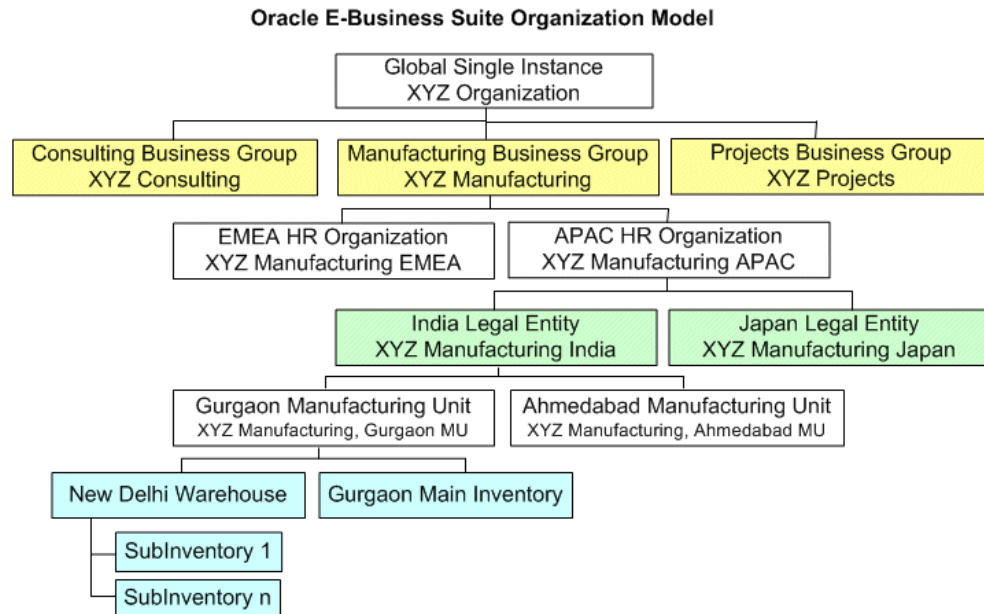 Oracle E-Business Suite Organization Model
Global Single Instance
XYZ Organization
Consulting Business Group
XYZ Consulting
Manufacturing Business Group
XYZ Manufacturing
Projects Business Group
XYZ Projects
EMEA HR Organization
XYZ Manufacturing EMEA
APAC HR Organization
XYZ Manufacturing APAC
India Legal Entity
XYZ Manufacturing India
Japan Legal Entity
XYZ Manufacturing Japan
Gurgaon Manufacturing Unit
XYZ Manufacturing, Gurgaon MU
Ahmedabad Manufacturing Unit
XYZ Manufacturing, Ahmedabad MU
New Delhi Warehouse
Gurgaon Main Inventory
SubInventory 1
SubInventory n